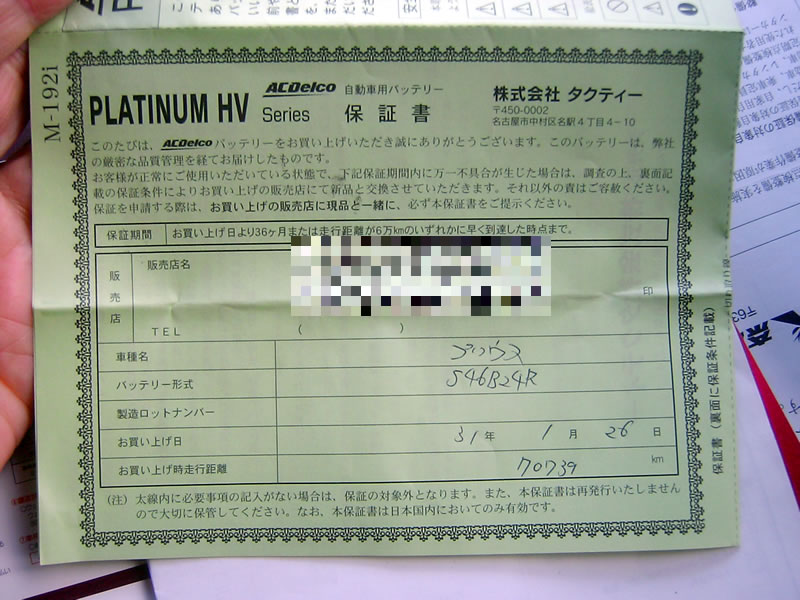 M-192i
PLATINUM HV ACDelco Series
自動車用バッテリー
保証書
株式会社 タクティー
〒450-0002
名古屋市中村区名駅4丁目4-10
このたびは、ACDelcoバッテリーをお買い上げいただき誠にありがとうございます。このバッテリーは、弊社
の厳密な品質管理を経てお届けしたものです。
お客様が正常にご使用いただいている状態で、下記保証期間内に万一不具合が生じた場合は、調査の上、裏面記
載の保証条件によりお買い上げの販売店にて新品と交換させていただきます。それ以外の責はご容赦ください。
保証を申請する際は、お買い上げの販売店に現品と一緒に、必ず本保証書をご提示ください。
保証期間 お買い上げ日より36ヶ月または走行距離が6万kmのいずれかに早く到達した時点まで。
販売店
販売店名
印
TEL ( )
車種名 プリウス
バッテリー形式 S46B24R
製造ロットナンバー
お買い上げ日 31年 1月 26日
お買い上げ時走行距離 70739 km
(注) 太線内に必要事項の記入がない場合は、保証の対象外となります。また、本保証書は再発行いたしません
ので大切に保管してください。なお、本保証書は日本国内においてのみ有効です。
保証書(裏面に保証条件記載)